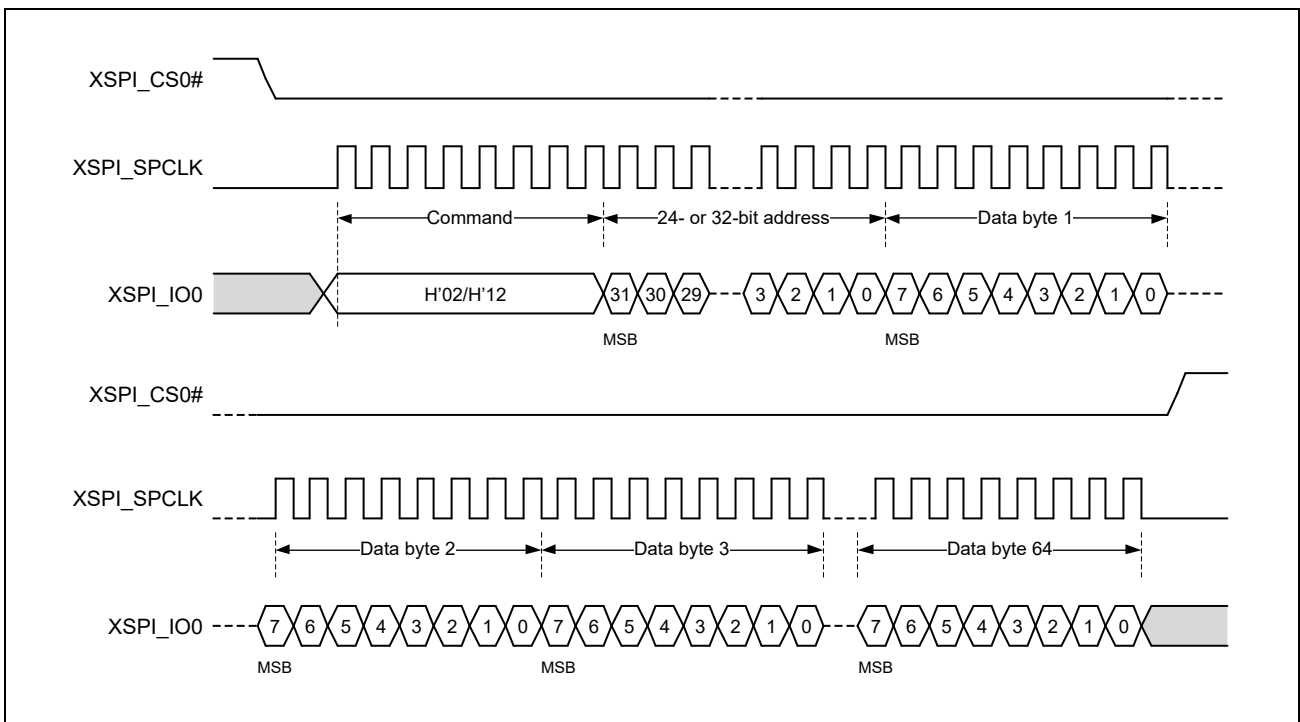 XSPI_CS0#
XSPI_SPCLK
Command 24- or 32-bit address Data byte 1
XSPI_IO0 H'02/H'12 31 30 29 3 2 1 0 7 6 5 4 3 2 1 0
MSB MSB
XSPI_CS0#
XSPI_SPCLK
Data byte 2 Data byte 3 Data byte 64
XSPI_IO0 7 6 5 4 3 2 1 0 7 6 5 4 3 2 1 0 7 6 5 4 3 2 1 0
MSB MSB MSB